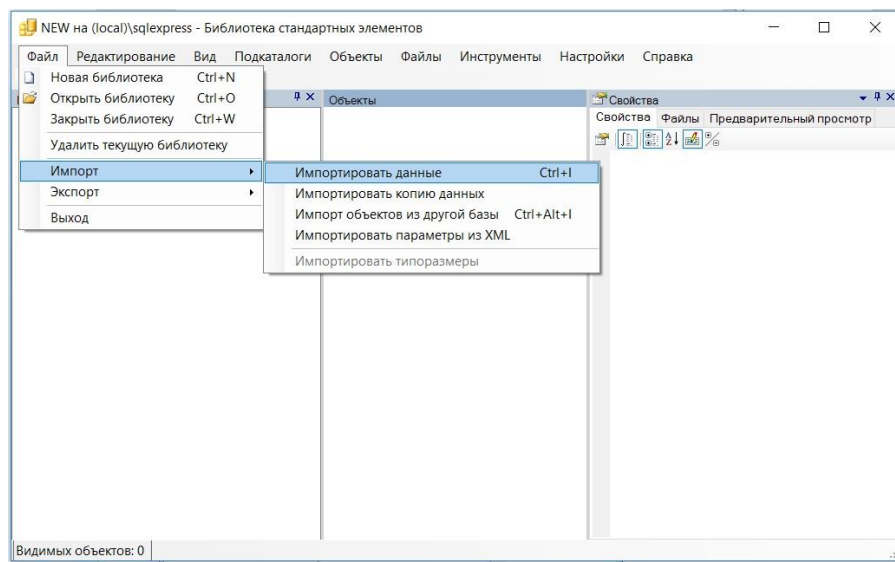 NEW на (local)\sqlexpress - Библиотека стандартных элементов
Файл Редактирование Вид Подкаталоги Объекты Файлы Инструменты Настройки Справка
Новая библиотека Ctrl+N
Открыть библиотеку Ctrl+O
Закрыть библиотеку Ctrl+W
Удалить текущую библиотеку
Импорт
Экспорт
Выход
Импортировать данные Ctrl+I
Импортировать копию данных
Импорт объектов из другой базы Ctrl+Alt+I
Импортировать параметры из XML
Импортировать типоразмеры
Объекты
Свойства
Свойства Файлы Предварительный просмотр
Видимых объектов: 0